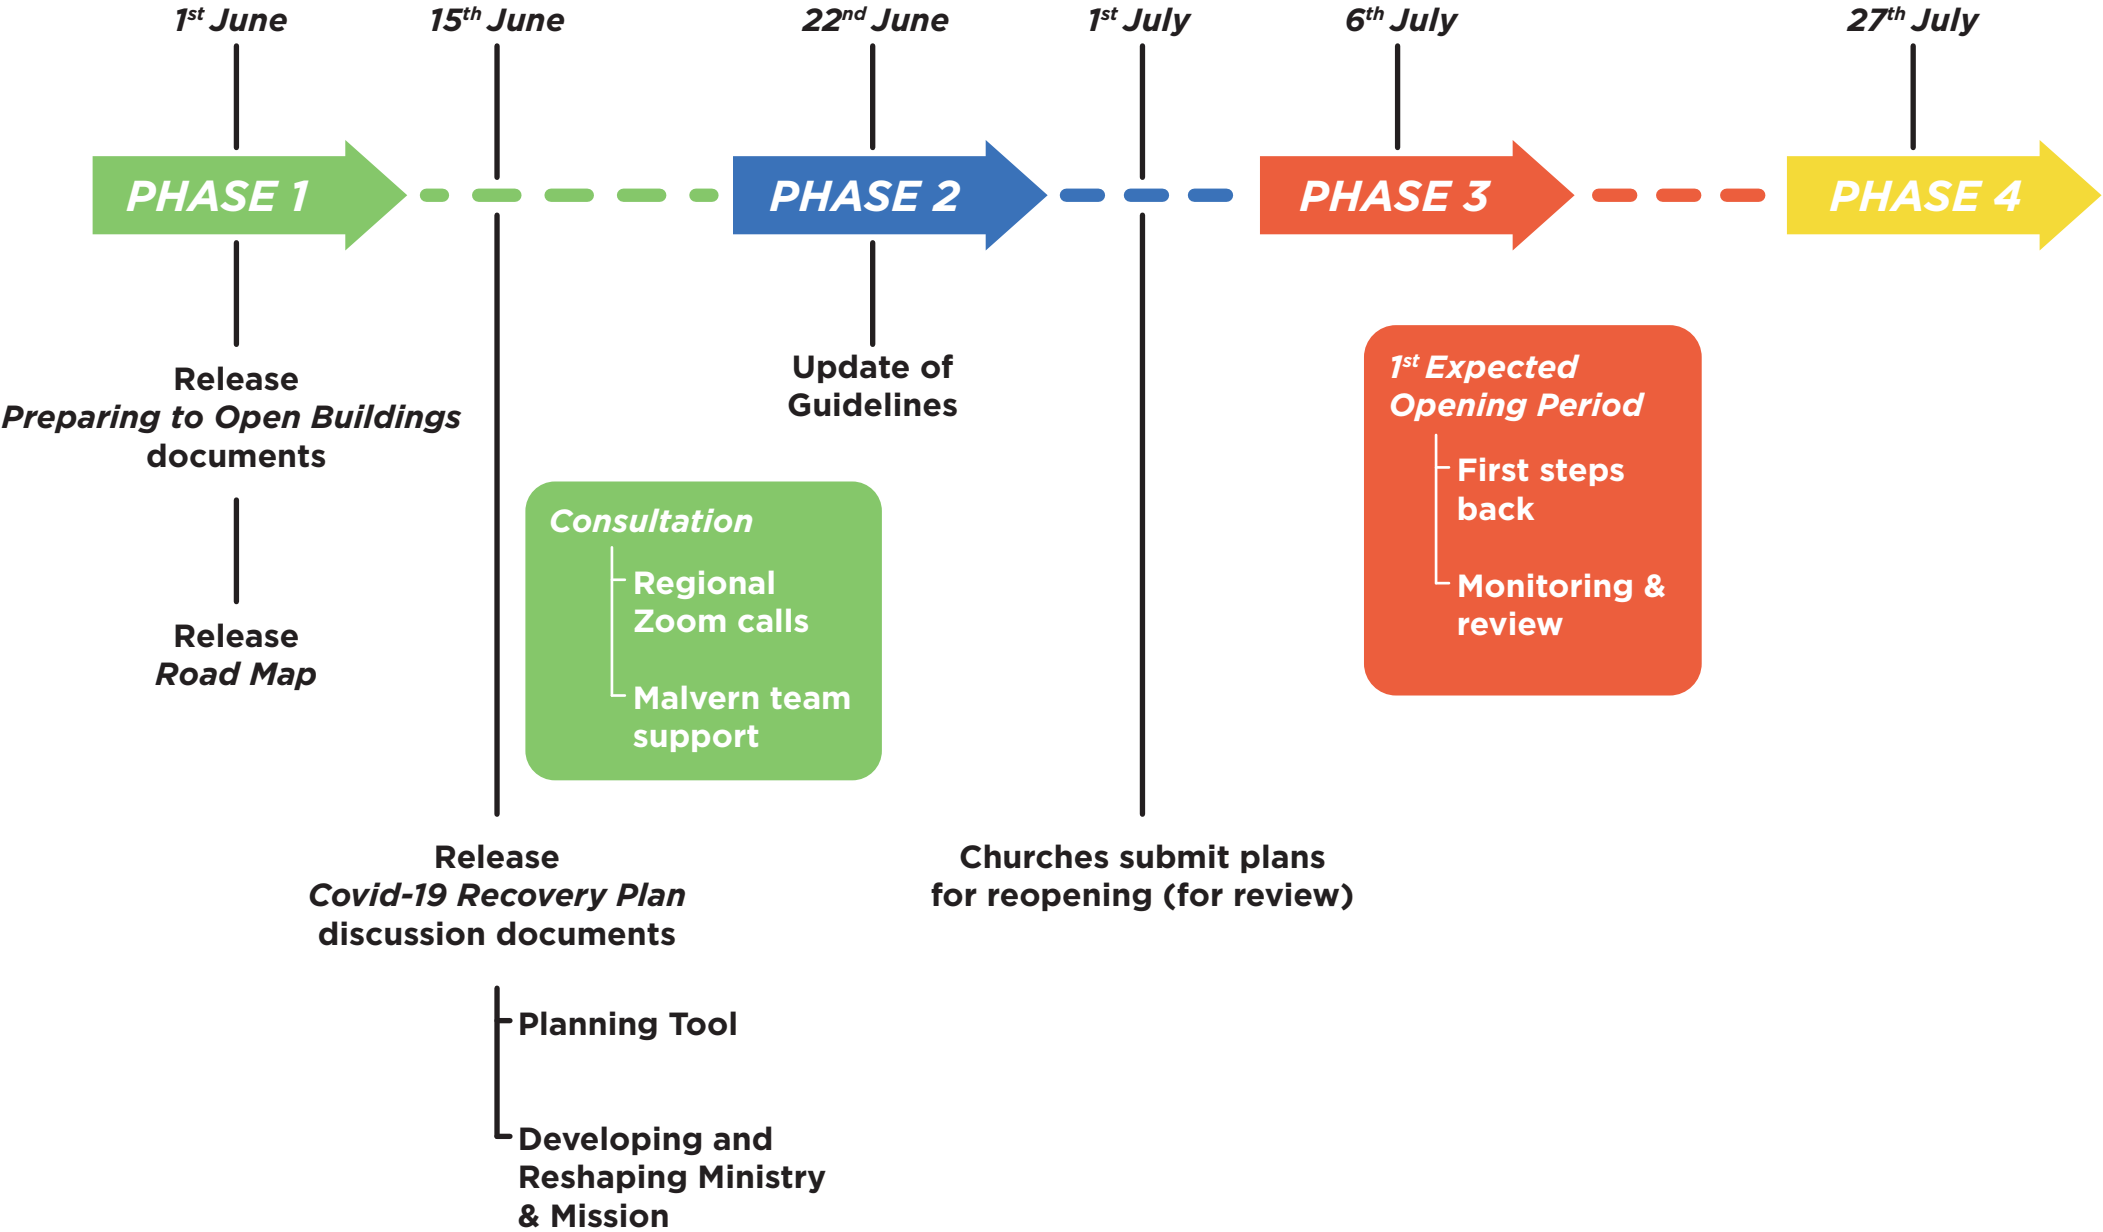 1st June
15th June
22nd June
1st July
6th July
27th July
PHASE 1
PHASE 2
PHASE 3
PHASE 4
Release
Preparing to Open Buildings
documents
Release
Road Map
Update of
Guidelines
1st Expected
Opening Period
First steps
back
Monitoring &
review
Consultation
Regional
Zoom calls
Malvern team
support
Release
Covid-19 Recovery Plan
discussion documents
Planning Tool
Developing and
Reshaping Ministry
& Mission
Churches submit plans
for reopening (for review)